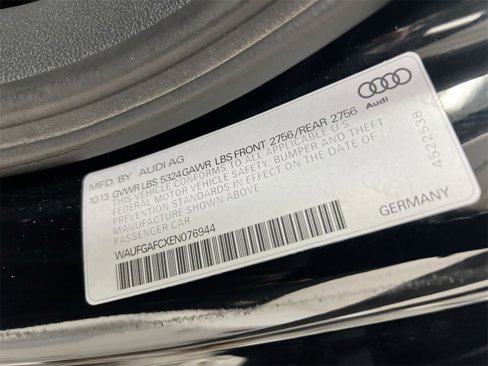 Audi
MFD. BY AUDI AG
10-13 GVWR LBS 5324 GAWR LBS FRONT 2756/REAR 2756
THIS VEHICLE CONFORMS TO ALL APPLICABLE U.S.
FEDERAL MOTOR VEHICLE SAFETY, BUMPER AND THEFT
PREVENTION STANDARDS IN EFFECT ON THE DATE OF
MANUFACTURE SHOWN ABOVE
PASSENGER CAR
WAUFGAFCXEN076944
GERMANY
4522538